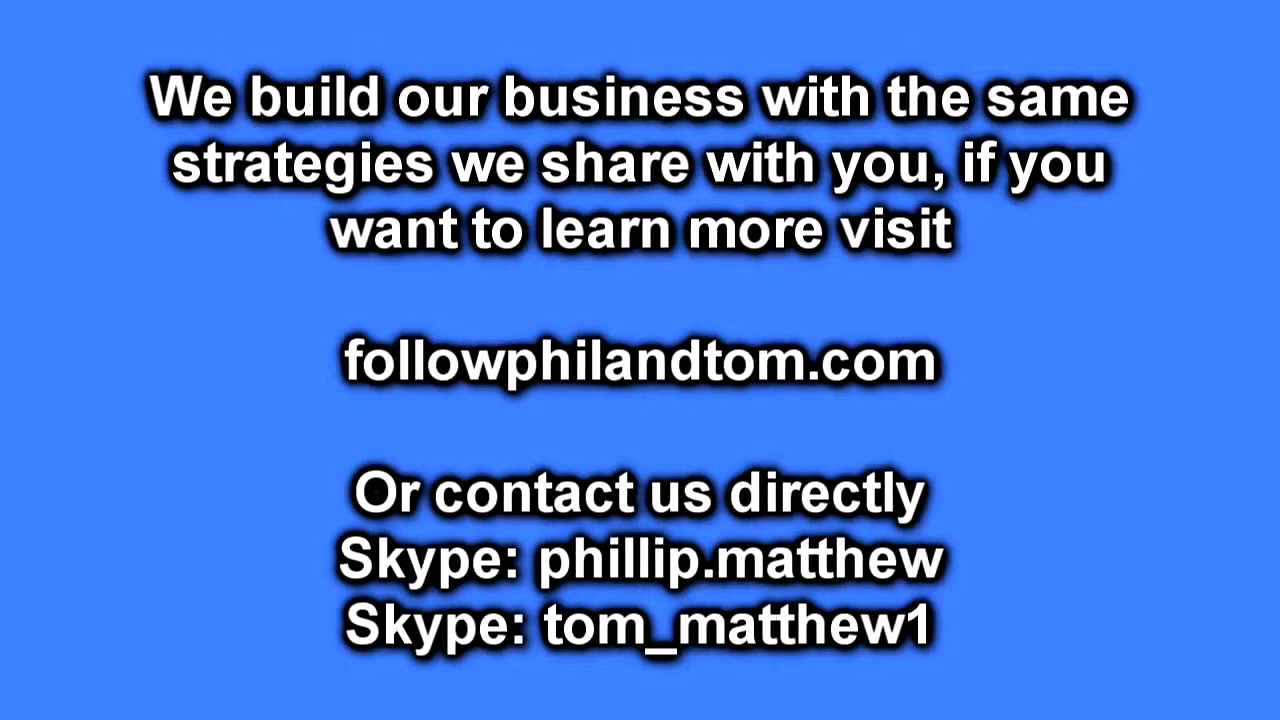 We build our business with the same
strategies we share with you, if you
want to learn more visit
followphilandtom.com
Or contact us directly
Skype: phillip.matthew
Skype: tom_matthew1